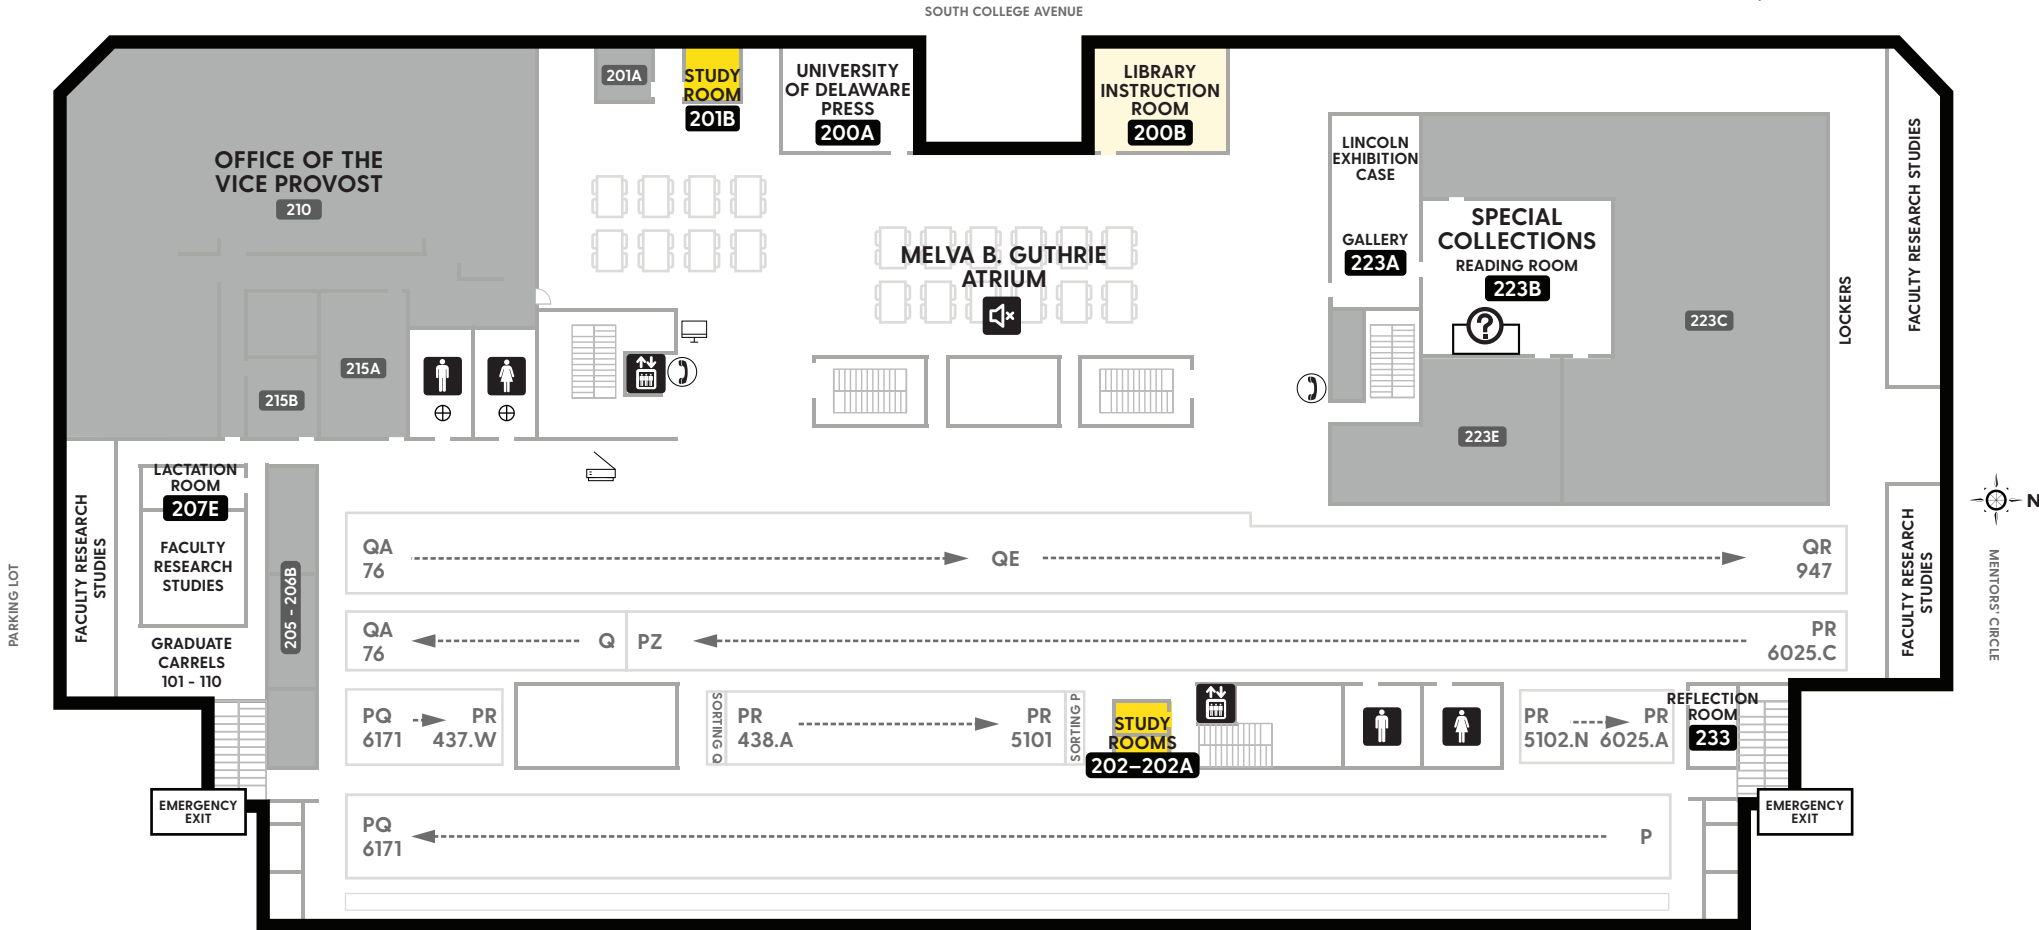 SOUTH COLLEGE AVENUE
201A
STUDY
ROOM
201B
UNIVERSITY
OF DELAWARE
PRESS
200A
LIBRARY
INSTRUCTION
ROOM
200B
OFFICE OF THE
VICE PROVOST
210
LINCOLN
EXHIBITION
CASE
GALLERY
223A
SPECIAL
COLLECTIONS
READING ROOM
223B
?
223C
LOCKERS
FACULTY RESEARCH STUDIES
MELVA B. GUTHRIE
ATRIUM
215A
215B
223E
LACTATION
ROOM
207E
FACULTY
RESEARCH
STUDIES
FACULTY RESEARCH
STUDIES
205 - 206B
GRADUATE
CARRELS
101 - 110
PARKING LOT
N
MENTORS' CIRCLE
FACULTY RESEARCH
STUDIES
QA
76
QE
QR
947
QA
76
Q
PZ
PR
6025.C
PQ
6171
PR
437.W
SORTING Q
PR
438.A
PR
5101
SORTING P
STUDY
ROOMS
202–202A
PR
5102.N
PR
6025.A
REFLECTION
ROOM
233
EMERGENCY
EXIT
EMERGENCY
EXIT
PQ
6171
P